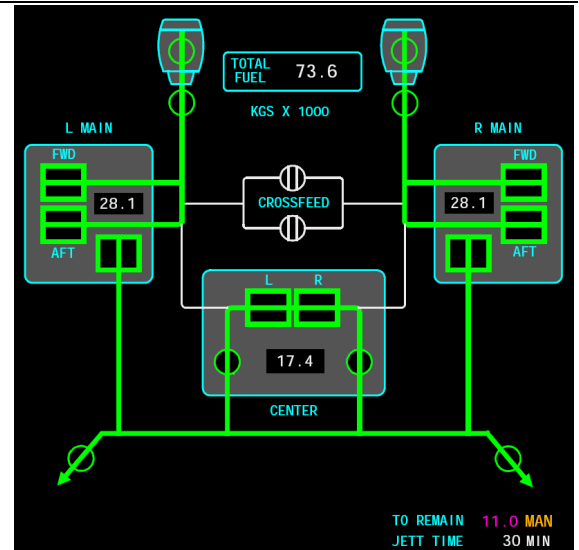 TOTAL FUEL 73.6
KGS X 1000
L MAIN
R MAIN
FWD
FWD
28.1
CROSSFEED
28.1
AFT
AFT
L R
17.4
CENTER
TO REMAIN 11.0 MAN
JETT TIME 30 MIN